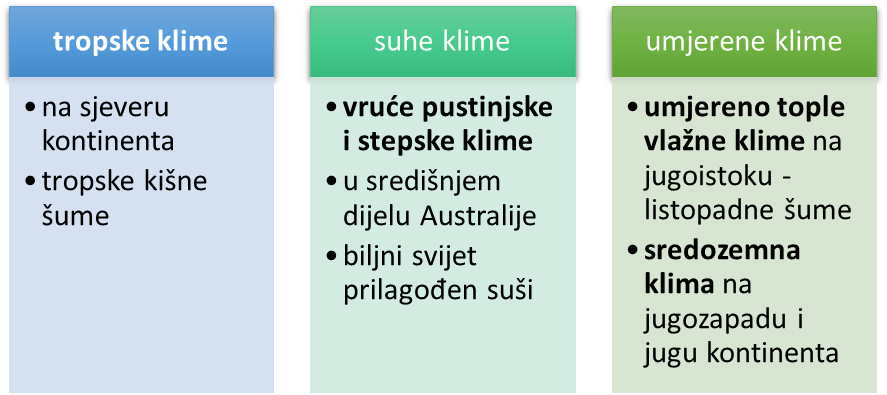 tropske klime
• na sjeveru
kontinenta
• tropske kišne
šume
suhe klime
• vruće pustinjske
i stepske klime
• u središnjem
dijelu Australije
• biljni svijet
prilagođen suši
umjerene klime
• umjereno tople
vlažne klime na
jugoistoku -
listopadne šume
• sredozemna
klima na
jugozapadu i
jugu kontinenta